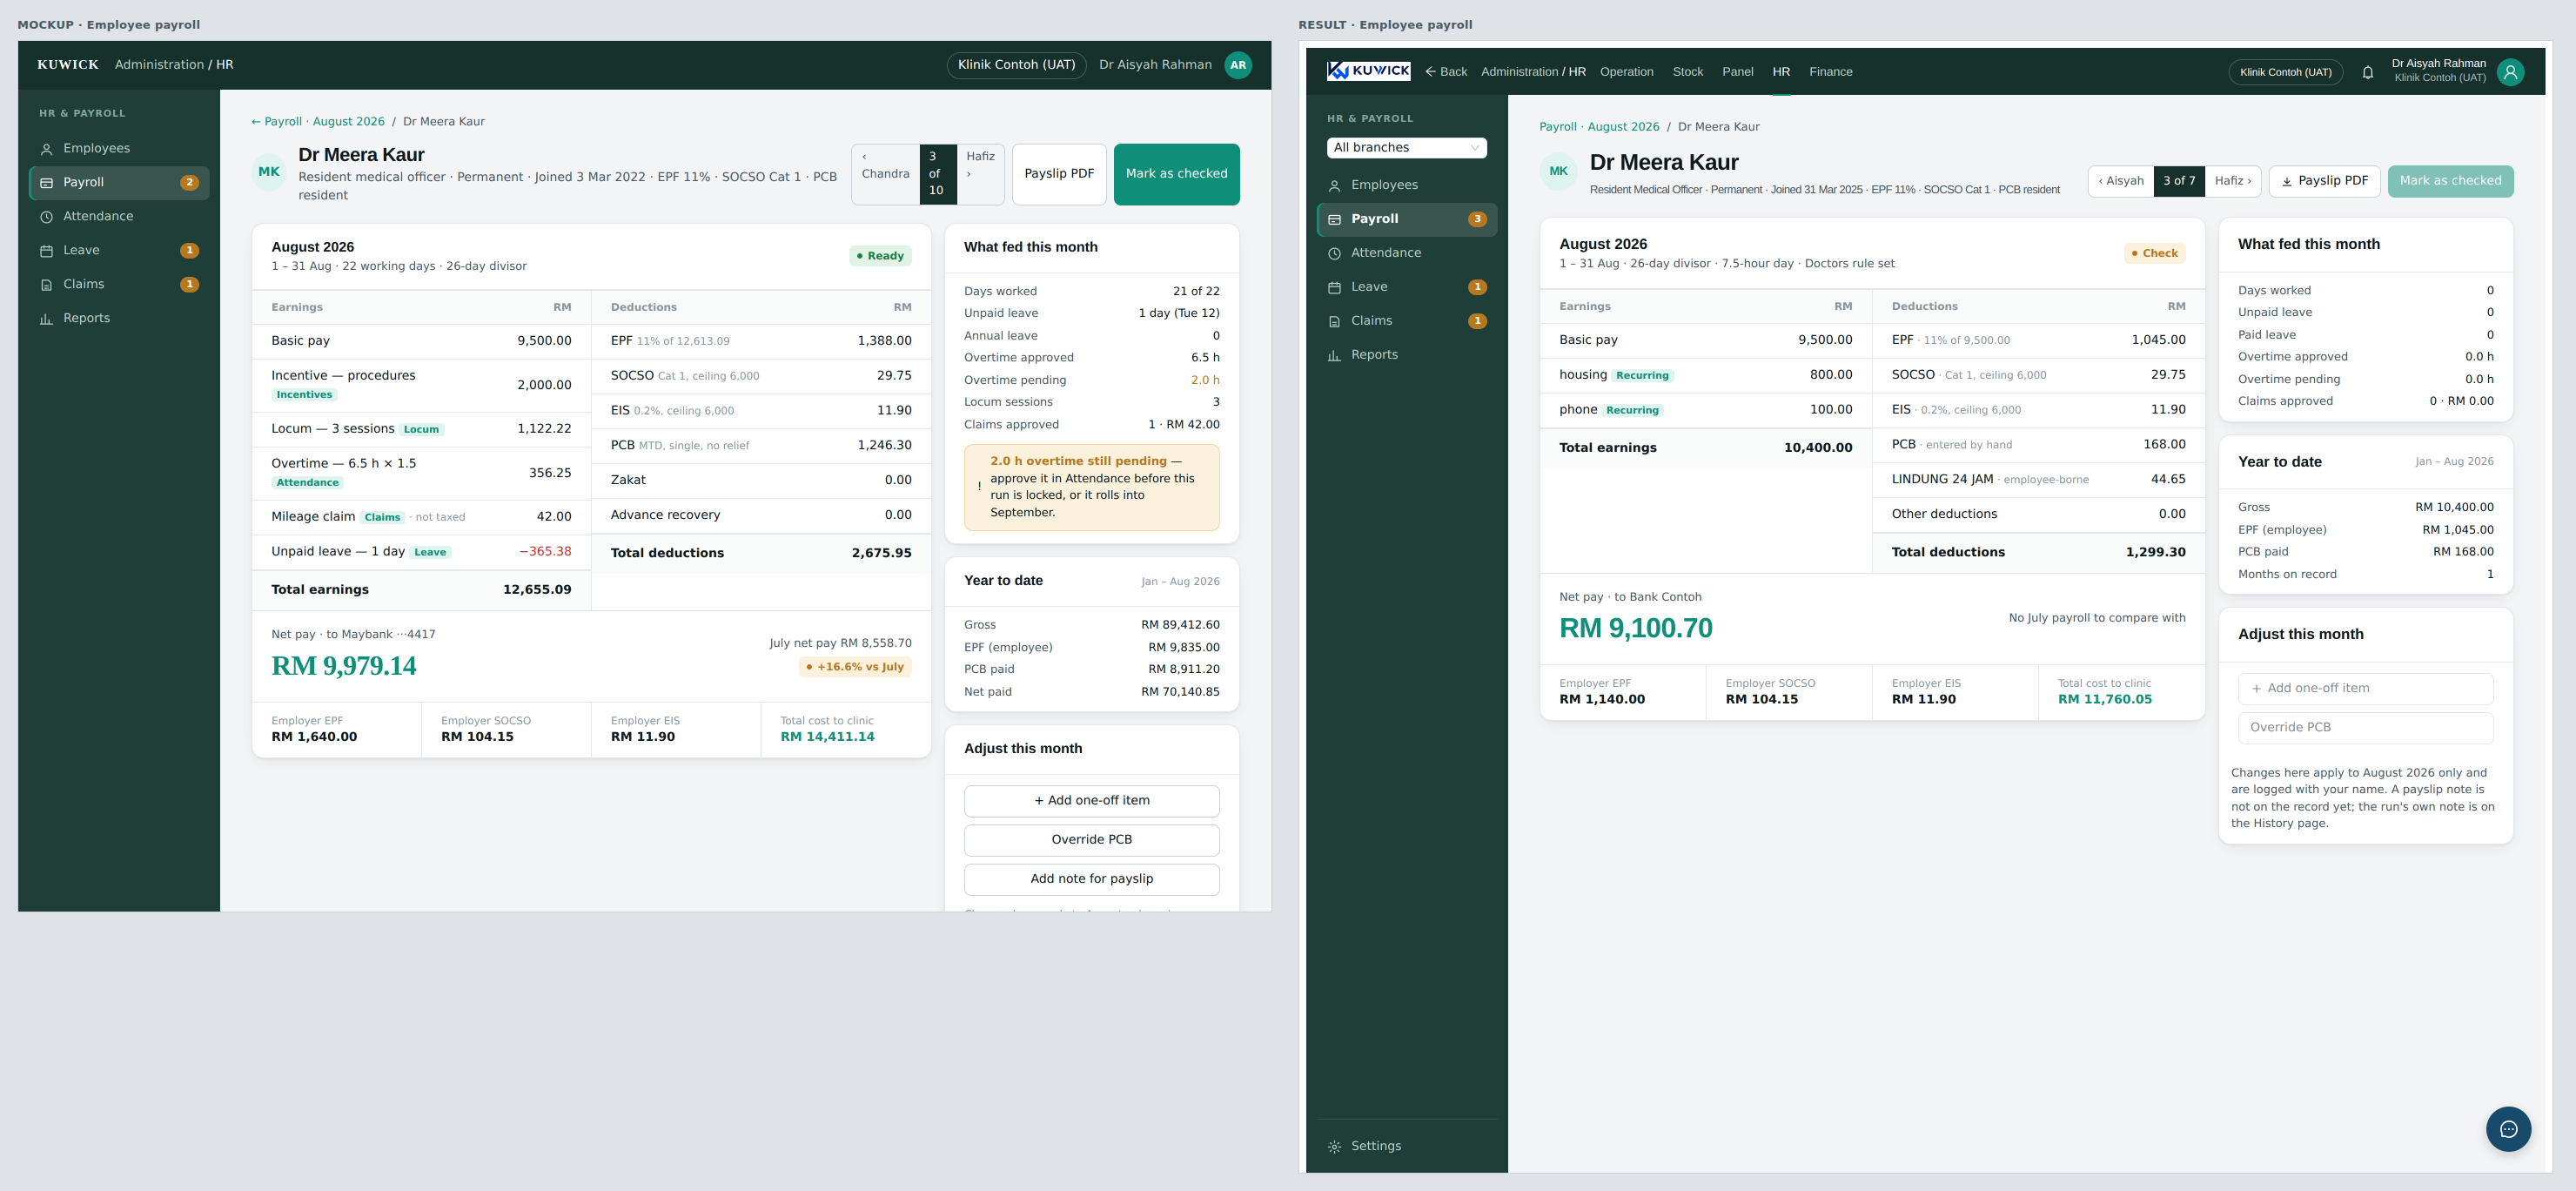 MOCKUP · Employee payroll
KUWICK Administration / HR Klinik Contoh (UAT) Dr Aisyah Rahman AR
HR & PAYROLL
Employees
Payroll 2
Attendance
Leave 1
Claims 1
Reports
← Payroll · August 2026 / Dr Meera Kaur
MK
Dr Meera Kaur
Resident medical officer · Permanent · Joined 3 Mar 2022 · EPF 11% · SOCSO Cat 1 · PCB
resident
‹
Chandra
3
of
10
Hafiz
›
Payslip PDF
Mark as checked
August 2026
1 – 31 Aug · 22 working days · 26-day divisor
Ready
Earnings RM
Basic pay 9,500.00
Incentive — procedures
Incentives
2,000.00
Locum — 3 sessions Locum 1,122.22
Overtime — 6.5 h × 1.5
Attendance
356.25
Mileage claim Claims · not taxed 42.00
Unpaid leave — 1 day Leave −365.38
Total earnings 12,655.09
Deductions RM
EPF 11% of 12,613.09 1,388.00
SOCSO Cat 1, ceiling 6,000 29.75
EIS 0.2%, ceiling 6,000 11.90
PCB MTD, single, no relief 1,246.30
Zakat 0.00
Advance recovery 0.00
Total deductions 2,675.95
Net pay · to Maybank ···4417
RM 9,979.14
July net pay RM 8,558.70
+16.6% vs July
Employer EPF
RM 1,640.00
Employer SOCSO
RM 104.15
Employer EIS
RM 11.90
Total cost to clinic
RM 14,411.14
What fed this month
Days worked 21 of 22
Unpaid leave 1 day (Tue 12)
Annual leave 0
Overtime approved 6.5 h
Overtime pending 2.0 h
Locum sessions 3
Claims approved 1 · RM 42.00
!
2.0 h overtime still pending —
approve it in Attendance before this
run is locked, or it rolls into
September.
Year to date Jan – Aug 2026
Gross RM 89,412.60
EPF (employee) RM 9,835.00
PCB paid RM 8,911.20
Net paid RM 70,140.85
Adjust this month
+ Add one-off item
Override PCB
Add note for payslip
RESULT · Employee payroll
KUWICK ← Back Administration / HR Operation Stock Panel HR Finance Klinik Contoh (UAT)
Dr Aisyah Rahman
Klinik Contoh (UAT)
HR & PAYROLL
All branches
Employees
Payroll 3
Attendance
Leave 1
Claims 1
Reports
Settings
Payroll · August 2026 / Dr Meera Kaur
MK
Dr Meera Kaur
Resident Medical Officer · Permanent · Joined 31 Mar 2025 · EPF 11% · SOCSO Cat 1 · PCB resident
‹ Aisyah 3 of 7 Hafiz ›
Payslip PDF
Mark as checked
August 2026
1 – 31 Aug · 26-day divisor · 7.5-hour day · Doctors rule set
Check
Earnings RM
Basic pay 9,500.00
housing Recurring 800.00
phone Recurring 100.00
Total earnings 10,400.00
Deductions RM
EPF · 11% of 9,500.00 1,045.00
SOCSO · Cat 1, ceiling 6,000 29.75
EIS · 0.2%, ceiling 6,000 11.90
PCB · entered by hand 168.00
LINDUNG 24 JAM · employee-borne 44.65
Other deductions 0.00
Total deductions 1,299.30
Net pay · to Bank Contoh
RM 9,100.70
No July payroll to compare with
Employer EPF
RM 1,140.00
Employer SOCSO
RM 104.15
Employer EIS
RM 11.90
Total cost to clinic
RM 11,760.05
What fed this month
Days worked 0
Unpaid leave 0
Paid leave 0
Overtime approved 0.0 h
Overtime pending 0.0 h
Claims approved 0 · RM 0.00
Year to date Jan – Aug 2026
Gross RM 10,400.00
EPF (employee) RM 1,045.00
PCB paid RM 168.00
Months on record 1
Adjust this month
+ Add one-off item
Override PCB
Changes here apply to August 2026 only and
are logged with your name. A payslip note is
not on the record yet; the run's own note is on
the History page.